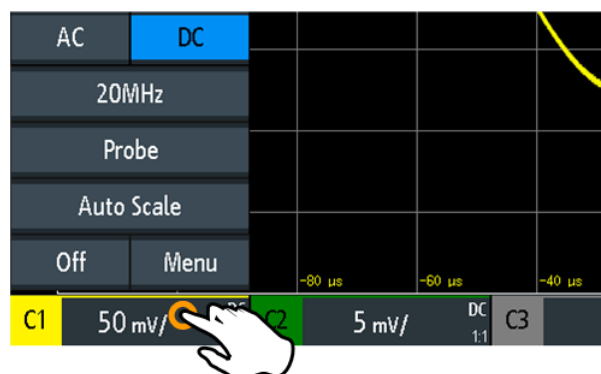 AC DC
20MHz
Probe
Auto Scale
Off Menu
-80 µs -60 µs -40 µs
C1 50 mV/ C2 5 mV/ DC C3
1:1